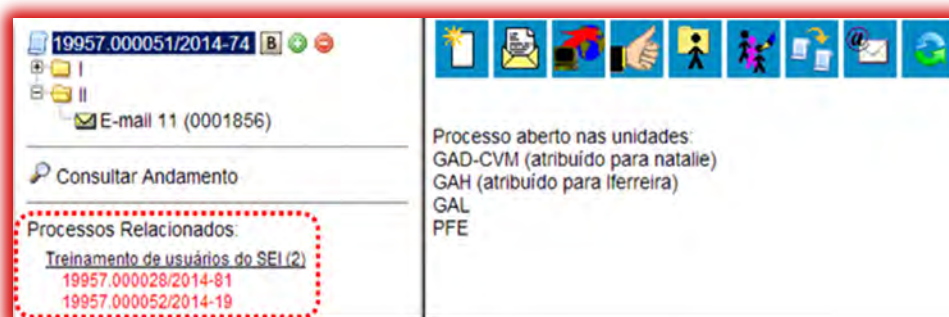 19957.000051/2014-74 B
I
II
E-mail 11 (0001856)
Consultar Andamento
Processos Relacionados:
Treinamento de usuários do SEI (2)
19957.000028/2014-81
19957.000052/2014-19
Processo aberto nas unidades:
GAD-CVM (atribuído para natalie)
GAH (atribuído para lferreira)
GAL
PFE